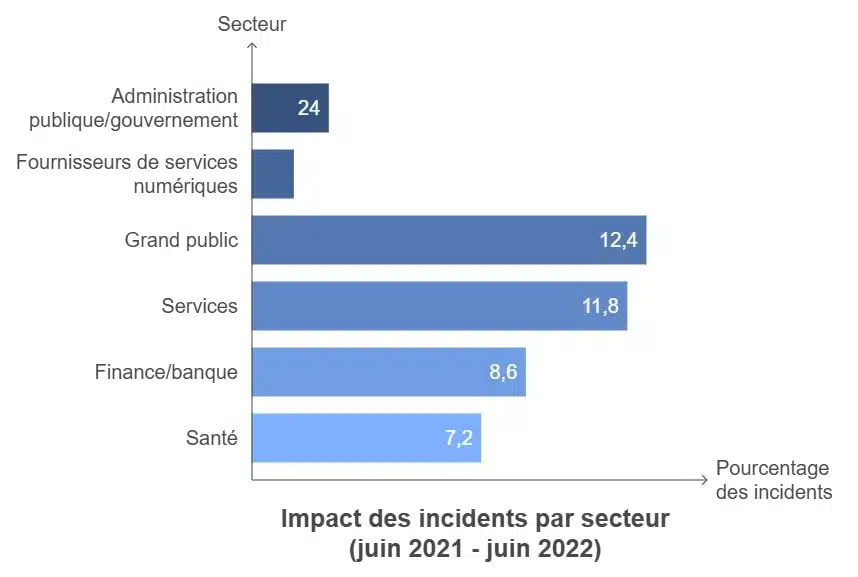 Secteur
Administration
publique/gouvernement
24
Fournisseurs de services
numériques
Grand public
12,4
Services
11,8
Finance/banque
8,6
Santé
7,2
Pourcentage
des incidents
Impact des incidents par secteur
(juin 2021 - juin 2022)